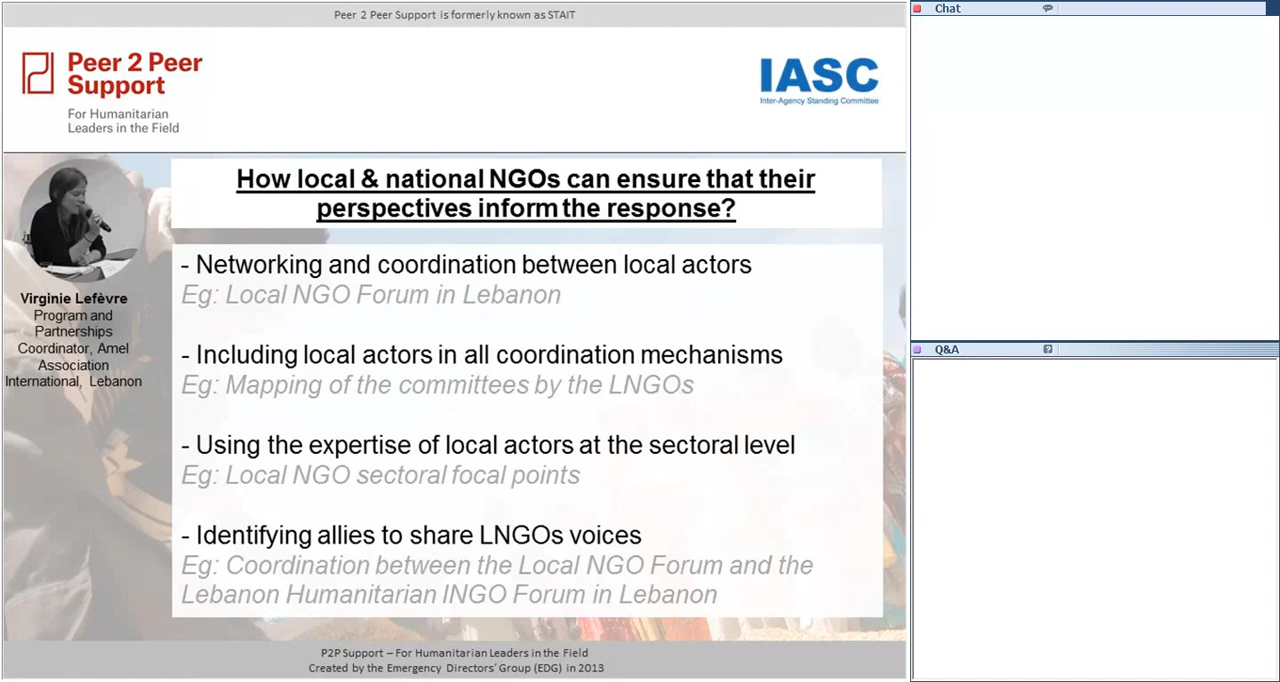 Peer 2 Peer Support is formerly known as STAIT
Peer 2 Peer
Support
For Humanitarian
Leaders in the Field
IASC
Inter-Agency Standing Committee
How local & national NGOs can ensure that their
perspectives inform the response?
- Networking and coordination between local actors
Eg: Local NGO Forum in Lebanon
- Including local actors in all coordination mechanisms
Eg: Mapping of the committees by the LNGOs
- Using the expertise of local actors at the sectoral level
Eg: Local NGO sectoral focal points
- Identifying allies to share LNGOs voices
Eg: Coordination between the Local NGO Forum and the
Lebanon Humanitarian INGO Forum in Lebanon
Virginie Lefèvre
Program and
Partnerships
Coordinator, Amel
Association
International, Lebanon
P2P Support – For Humanitarian Leaders in the Field
Created by the Emergency Directors' Group (EDG) in 2013
Chat
Q&A